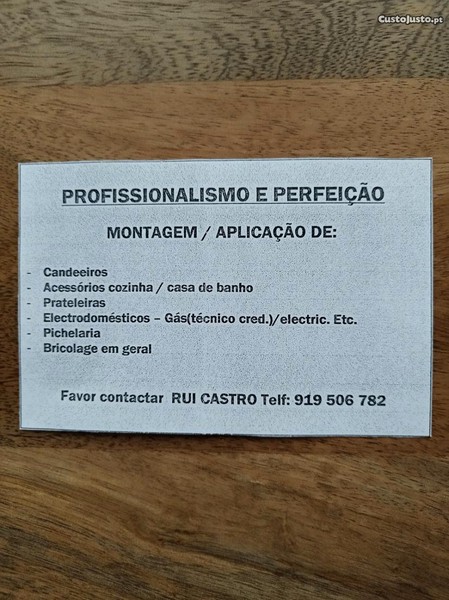 CustoJusto.pt
PROFISSIONALISMO E PERFEIÇÃO
MONTAGEM / APLICAÇÃO DE:
- Candeeiros
- Acessórios cozinha / casa de banho
- Prateleiras
- Electrodomésticos – Gás(técnico cred.)/electric. Etc.
- Pichelaria
- Bricolage em geral
Favor contactar RUI CASTRO Telf: 919 506 782